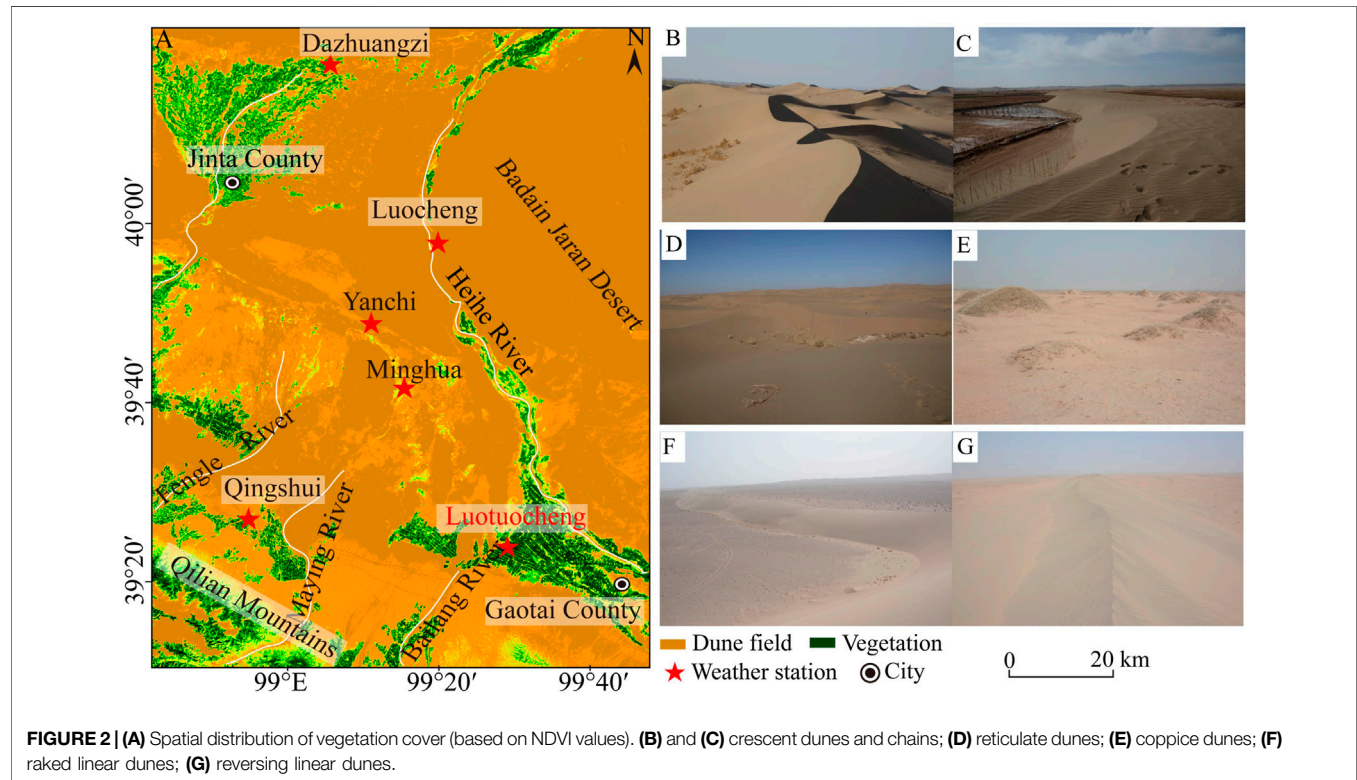 A
N
Dazhuangzi
Jinta County
Luocheng
Badain Jaran Desert
Yanchi
Heihe River
Minghua
Fengle River
Qingshui
Maying River
Luotuocheng
Qilian Mountains
Bailang River
Gaotai County
40°00′
39°40′
39°20′
99°E
99°20′
99°40′
B
C
D
E
F
G
Dune field
Vegetation
Weather station
City
0
20 km
FIGURE 2 | (A) Spatial distribution of vegetation cover (based on NDVI values). (B) and (C) crescent dunes and chains; (D) reticulate dunes; (E) coppice dunes; (F)
raked linear dunes; (G) reversing linear dunes.